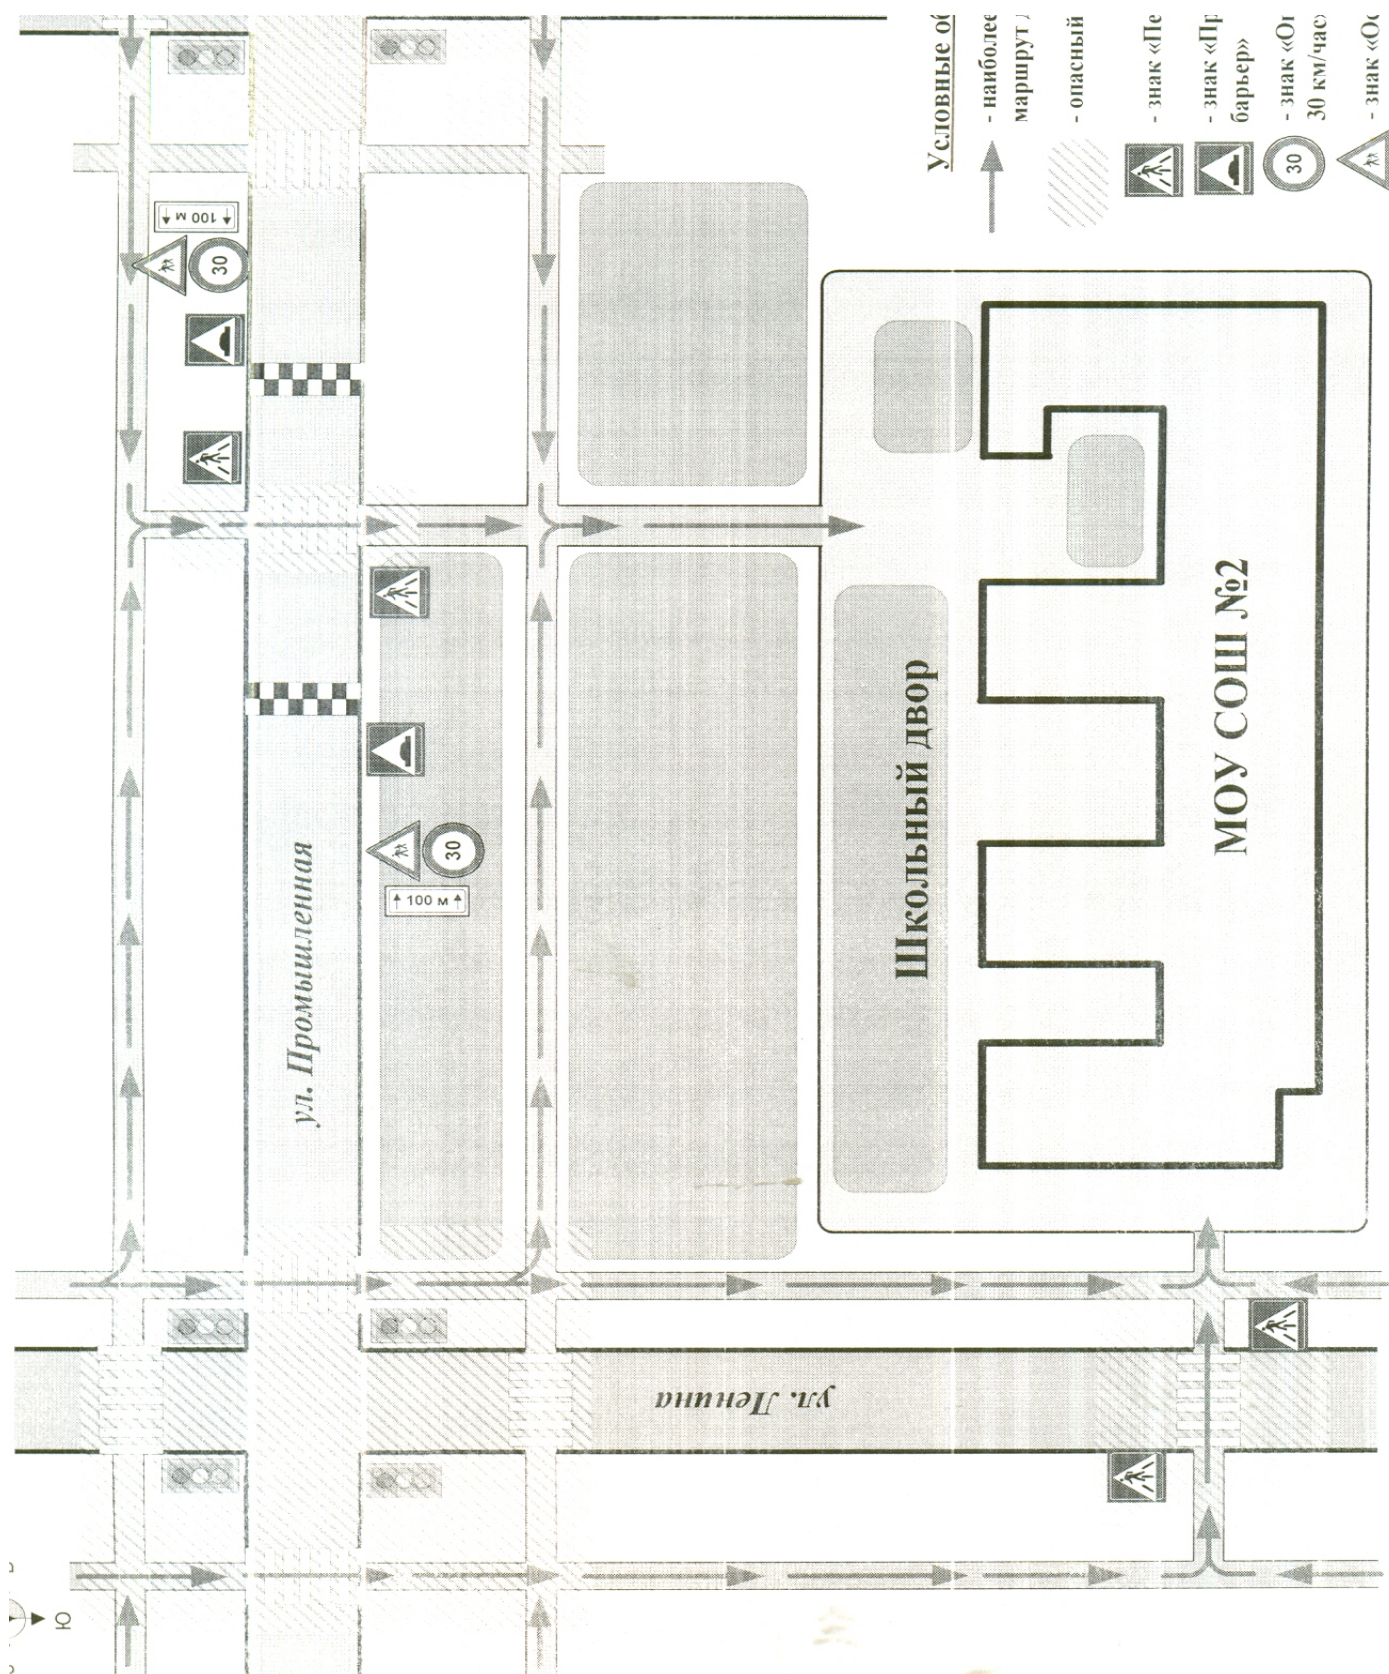 Условные об
- наиболее
маршрут
- опасный
- знак «Пе
- знак «Пр
барьер»
30
- знак «Ог
30 км/час»
- знак «Ос
100 м
30
ул. Промышленная
30
100 м
Школьный двор
МОУ СОШ №2
ул. Ленина
Ю